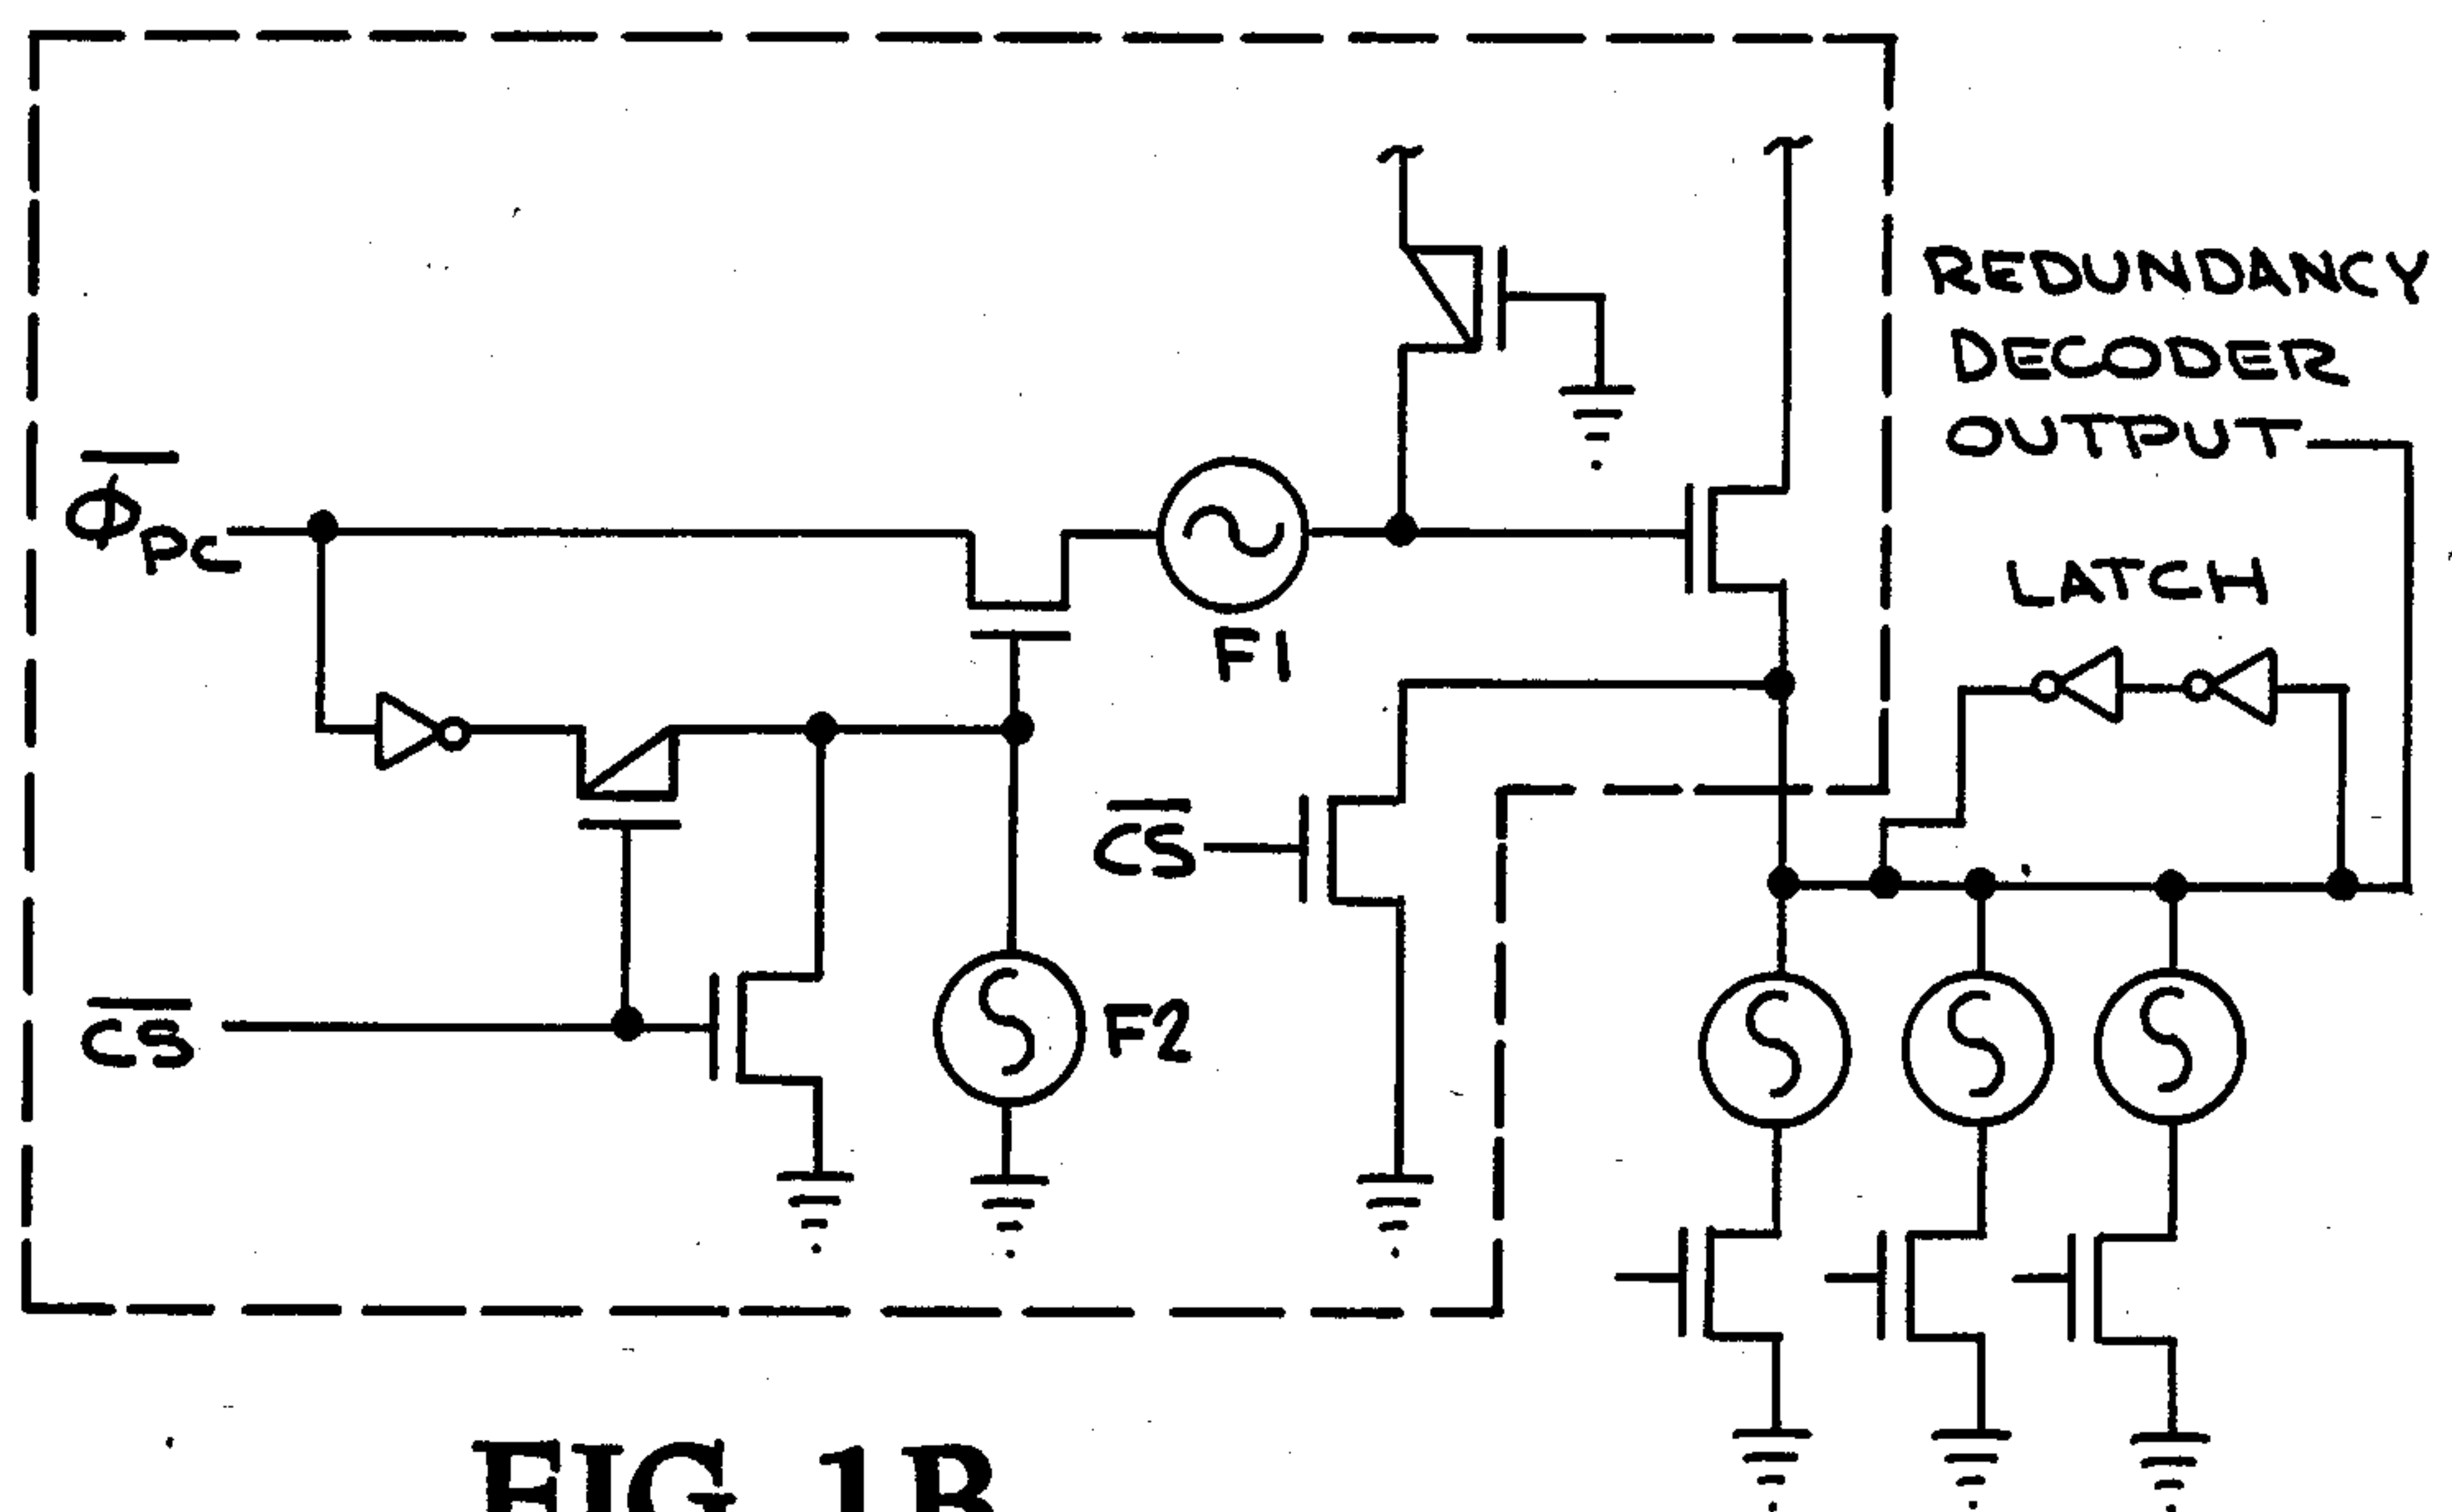 REDUNDANCY
DECODER
OUTPUT
φ̅PC
LATCH
F1
C̅S̅
C̅S̅
F2
FIG. 1B